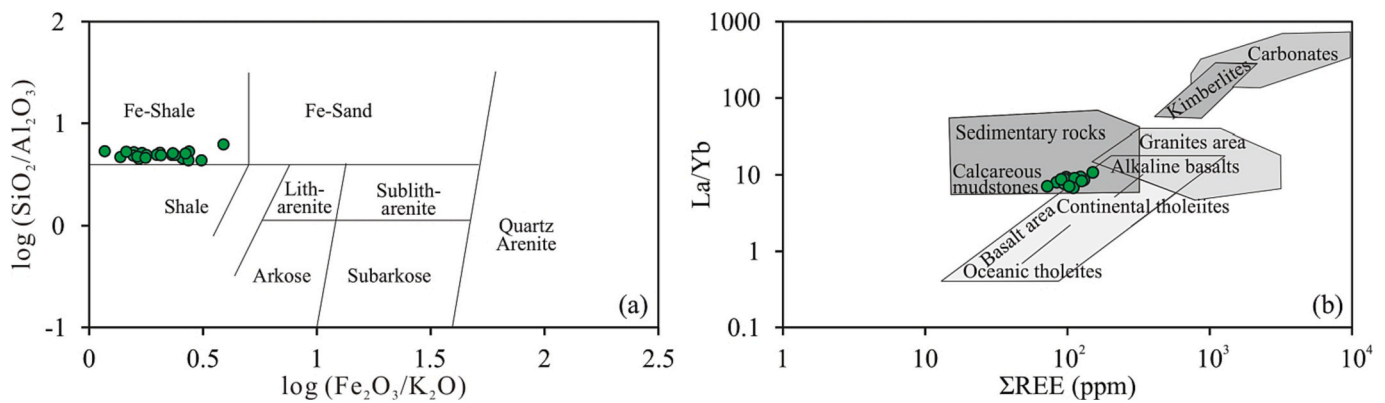 2
1
0
-1
0
0.5
1
1.5
2
2.5
log (SiO₂/Al₂O₃)
log (Fe₂O₃/K₂O)
Fe-Shale
Fe-Sand
Shale
Lith-
arenite
Sublith-
arenite
Quartz
Arenite
Arkose
Subarkose
(a)
1000
100
10
1
0.1
1
10
10²
10³
10⁴
La/Yb
ΣREE (ppm)
Carbonates
Kimberlites
Sedimentary rocks
Granites area
Calcareous
mudstones
Alkaline basalts
Continental tholeiites
Basalt area
Oceanic tholeites
(b)